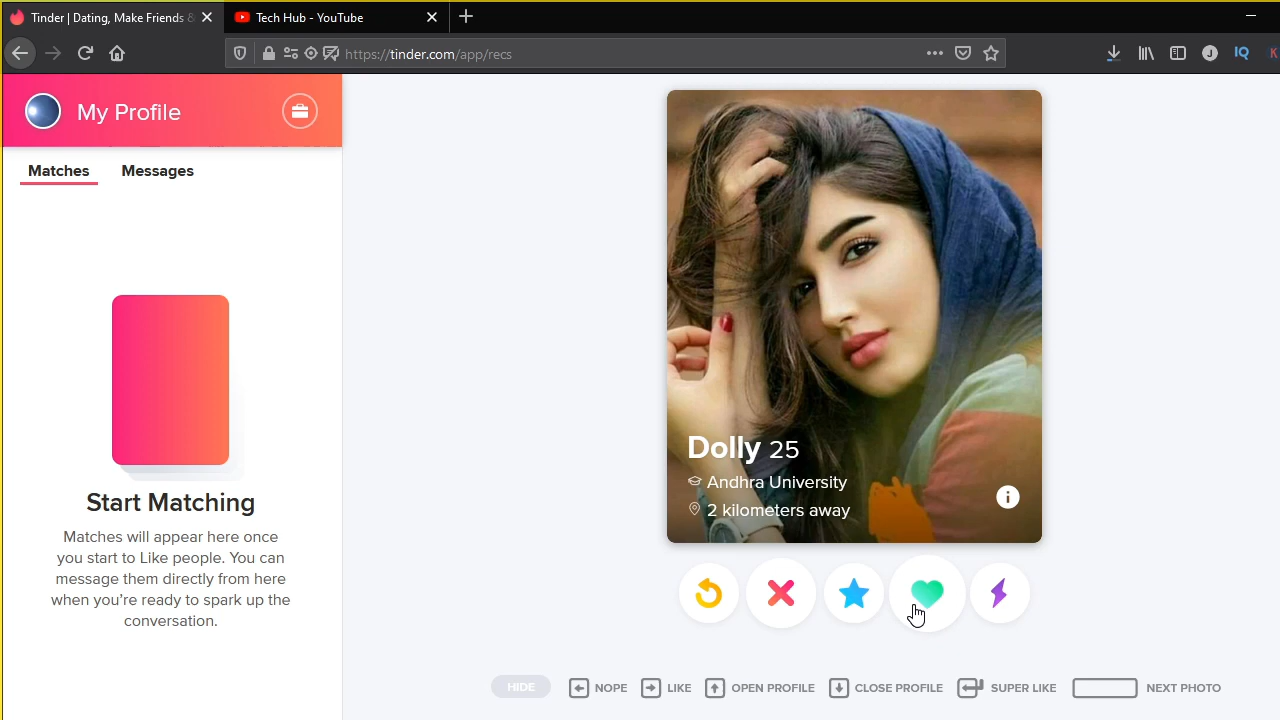 Tinder | Dating, Make Friends &
Tech Hub - YouTube
https://tinder.com/app/recs
J
IQ
K
My Profile
Matches
Messages
Start Matching
Matches will appear here once
you start to Like people. You can
message them directly from here
when you're ready to spark up the
conversation.
Dolly 25
Andhra University
2 kilometers away
HIDE
NOPE
LIKE
OPEN PROFILE
CLOSE PROFILE
SUPER LIKE
NEXT PHOTO